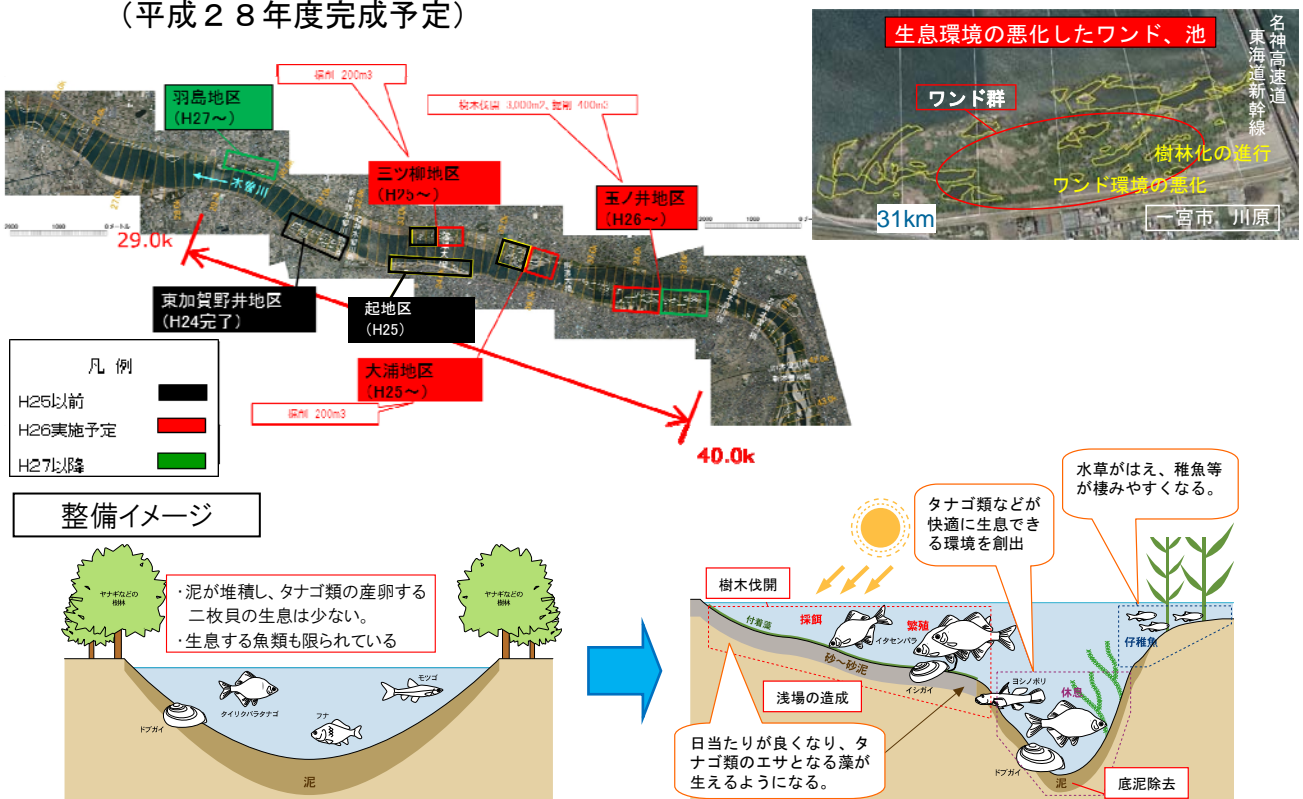 （平成２８年度完成予定）
掘削 200m3
樹木伐開 3,000m2、掘削 400m3
羽島地区
（H27～）
三ツ柳地区
（H25～）
玉ノ井地区
（H26～）
木曽川
29.0k
東加賀野井地区
（H24完了）
起地区
（H25）
大浦地区
（H25～）
掘削 200m3
40.0k
凡 例
H25以前
H26実施予定
H27以降
生息環境の悪化したワンド、池
名神高速道
東海道新幹線
ワンド群
樹林化の進行
ワンド環境の悪化
31km
一宮市 川原
整備イメージ
ヤナギなどの
樹林
・泥が堆積し、タナゴ類の産卵する
二枚貝の生息は少ない。
・生息する魚類も限られている
ヤナギなどの
樹林
モツゴ
タイリクバラタナゴ
フナ
ドブガイ
泥
水草がはえ、稚魚等
が棲みやすくなる。
タナゴ類などが
快適に生息でき
る環境を創出
樹木伐開
付着藻
採餌
イタセンパラ
繁殖
仔稚魚
砂～砂泥
イシガイ
ヨシノボリ
休息
浅場の造成
日当たりが良くなり、タ
ナゴ類のエサとなる藻が
生えるようになる。
ドブガイ
泥
底泥除去